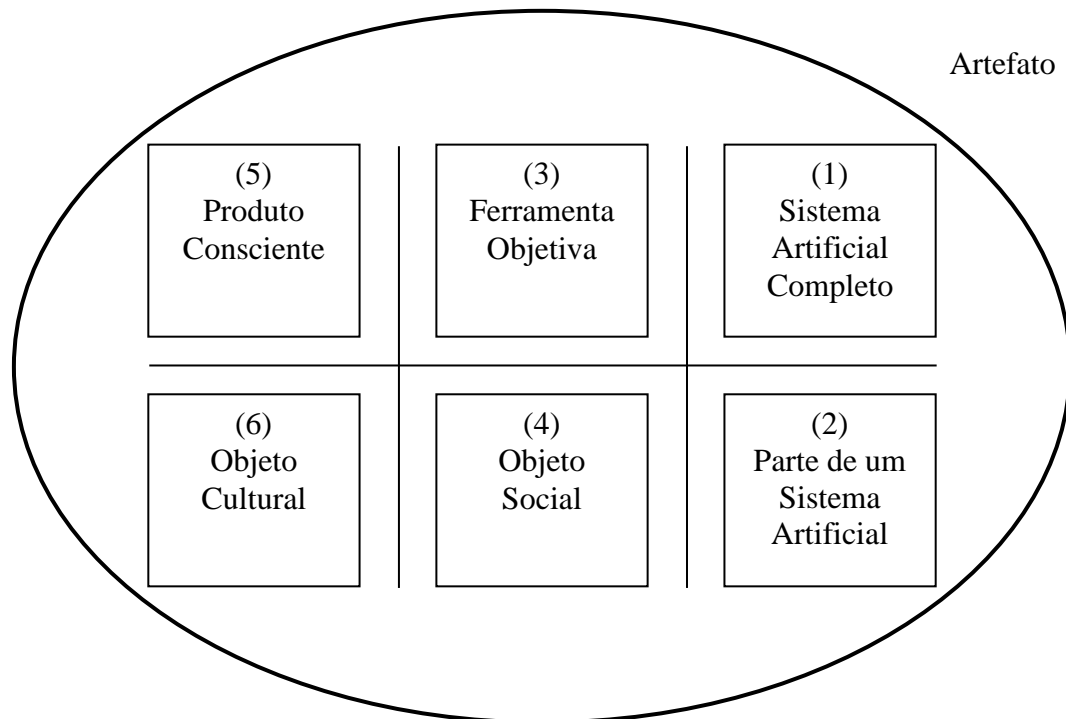 Artefato
(5)
Produto
Consciente
(3)
Ferramenta
Objetiva
(1)
Sistema
Artificial
Completo
(6)
Objeto
Cultural
(4)
Objeto
Social
(2)
Parte de um
Sistema
Artificial